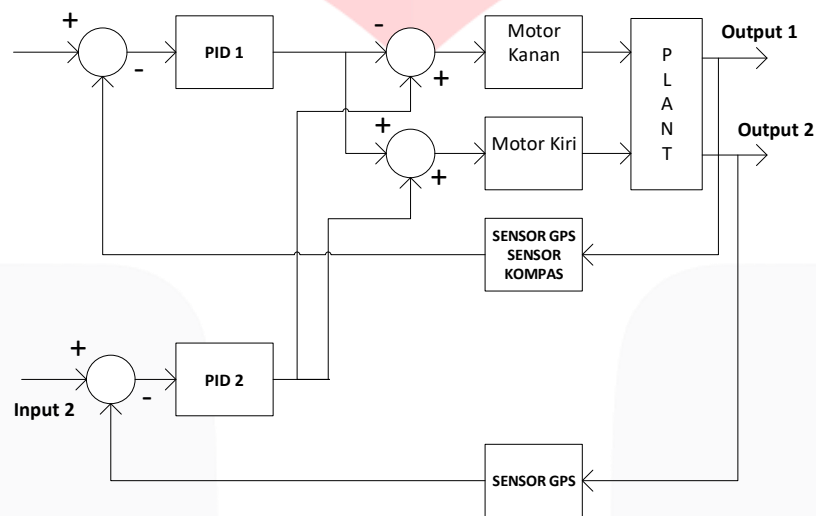 +
-
PID 1
-
+
Motor
Kanan
P
L
A
N
T
Output 1
+
+
Motor Kiri
Output 2
SENSOR GPS
SENSOR
KOMPAS
+
-
Input 2
PID 2
SENSOR GPS